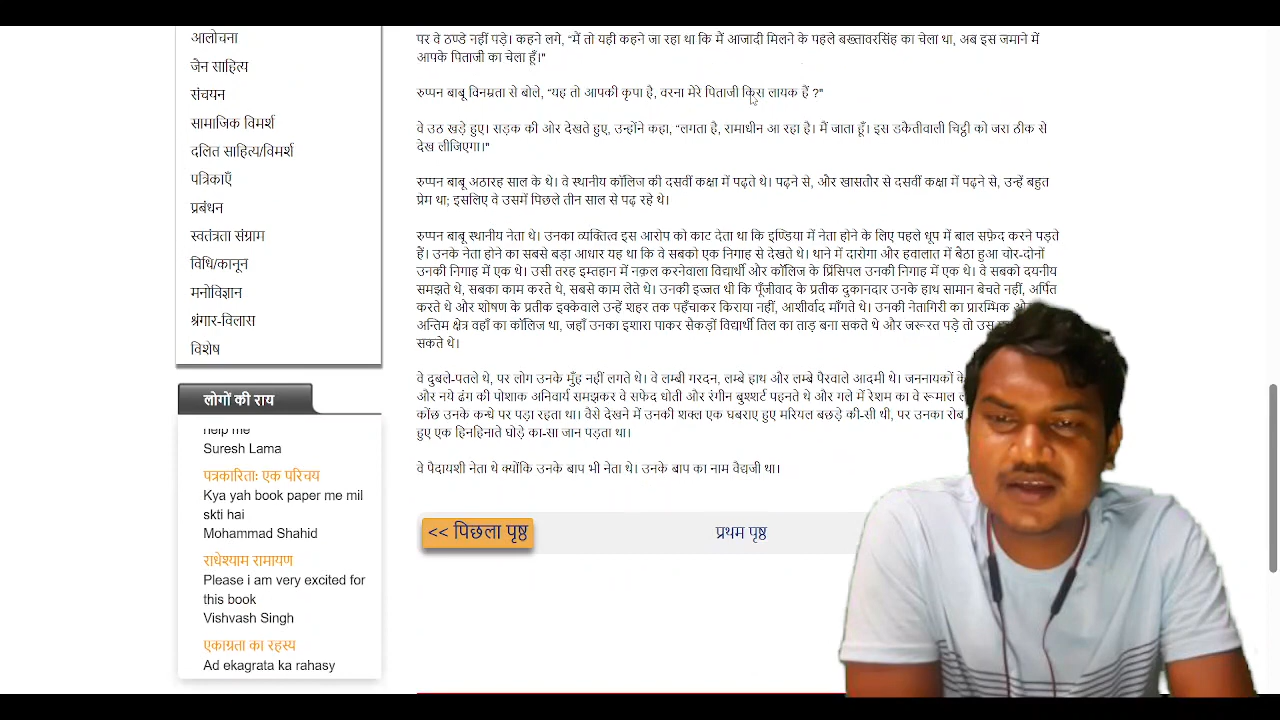 आलोचना
जैन साहित्य
संचयन
सामाजिक विमर्श
दलित साहित्य/विमर्श
पत्रिकाएँ
प्रबंधन
स्वतंत्रता संग्राम
विधि/कानून
मनोविज्ञान
श्रंगार-विलास
विशेष
लोगों की राय
help me
Suresh Lama
पत्रकारिताः एक परिचय
Kya yah book paper me mil
skti hai
Mohammad Shahid
राधेश्याम रामायण
Please i am very excited for
this book
Vishvash Singh
एकाग्रता का रहस्य
Ad ekagrata ka rahasy
पर वे ठण्डे नहीं पड़े। कहने लगे, “मैं तो यही कहने जा रहा था कि मैं आजादी मिलने के पहले बख्तावरसिंह का चेला था, अब इस जमाने में
आपके पिताजी का चेला हूँ।"
रुप्पन बाबू विनम्रता से बोले, “यह तो आपकी कृपा है, वरना मेरे पिताजी किस लायक हैं ?"
वे उठ खड़े हुए। सड़क की ओर देखते हुए, उन्होंने कहा, “लगता है, रामाधीन आ रहा है। मैं जाता हूँ। इस डकैतीवाली चिट्ठी को जरा ठीक से
देख लीजिएगा।"
रुप्पन बाबू अठारह साल के थे। वे स्थानीय कॉलिज की दसवीं कक्षा में पढ़ते थे। पढ़ने से, और खासतौर से दसवीं कक्षा में पढ़ने से, उन्हें बहुत
प्रेम था; इसलिए वे उसमें पिछले तीन साल से पढ़ रहे थे।
रुप्पन बाबू स्थानीय नेता थे। उनका व्यक्तित्व इस आरोप को काट देता था कि इण्डिया में नेता होने के लिए पहले धूप में बाल सफ़ेद करने पड़ते
हैं। उनके नेता होने का सबसे बड़ा आधार यह था कि वे सबको एक निगाह से देखते थे। थाने में दारोगा और हवालात में बैठा हुआ चोर-दोनों
उनकी निगाह में एक थे। उसी तरह इम्तहान में नक़ल करनेवाला विद्यार्थी और कॉलिज के प्रिंसिपल उनकी निगाह में एक थे। वे सबको दयनीय
समझते थे, सबका काम करते थे, सबसे काम लेते थे। उनकी इज्जत थी कि पूँजीवाद के प्रतीक दुकानदार उनके हाथ सामान बेचते नहीं, अर्पित
करते थे और शोषण के प्रतीक इक्केवाले उन्हें शहर तक पहुँचाकर किराया नहीं, आशीर्वाद माँगते थे। उनकी नेतागिरी का प्रारम्भिक
अन्तिम क्षेत्र वहाँ का कॉलिज था, जहाँ उनका इशारा पाकर सैकड़ों विद्यार्थी तिल का ताड़ बना सकते थे और जरूरत पड़े तो उस
सकते थे।
वे दुबले-पतले थे, पर लोग उनके मुँह नहीं लगते थे। वे लम्बी गरदन, लम्बे हाथ और लम्बे पैरवाले आदमी थे। जननायकों के
और नये ढंग की पोशाक अनिवार्य समझकर वे सफेद धोती और रंगीन बुश्शर्ट पहनते थे और गले में रेशम का वे रूमाल
काँछ उनके कन्धे पर पड़ा रहता था। वैसे देखने में उनकी शक्ल एक घबराए हुए मरियल बछड़े की-सी थी, पर उनका रोब
हुए एक हिनहिनाते घोड़े का-सा जान पड़ता था।
वे पैदायशी नेता थे क्योंकि उनके बाप भी नेता थे। उनके बाप का नाम वैद्यजी था।
<< पिछला पृष्ठ
प्रथम पृष्ठ